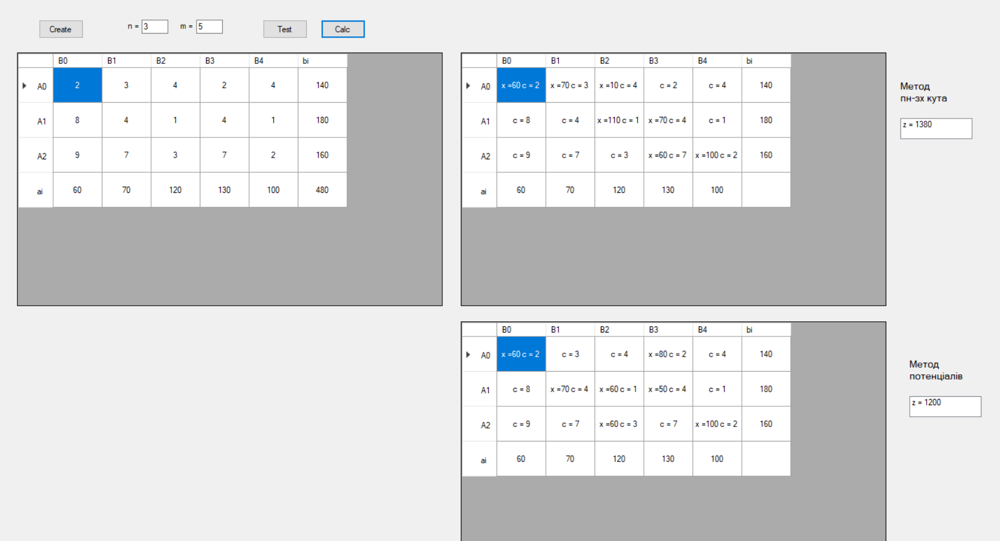 Create n = 3 m = 5 Test Calc
B0 B1 B2 B3 B4 bi
A0 2 3 4 2 4 140
A1 8 4 1 4 1 180
A2 9 7 3 7 2 160
ai 60 70 120 130 100 480
B0 B1 B2 B3 B4 bi
A0 x =60 c = 2 x =70 c = 3 x =10 c = 4 c = 2 c = 4 140
A1 c = 8 c = 4 x =110 c = 1 x =70 c = 4 c = 1 180
A2 c = 9 c = 7 c = 3 x =60 c = 7 x =100 c = 2 160
ai 60 70 120 130 100
Метод
пн-зх кута
z = 1380
B0 B1 B2 B3 B4 bi
A0 x =60 c = 2 c = 3 c = 4 x =80 c = 2 c = 4 140
A1 c = 8 x =70 c = 4 x =60 c = 1 x =50 c = 4 c = 1 180
A2 c = 9 c = 7 x =60 c = 3 c = 7 x =100 c = 2 160
ai 60 70 120 130 100
Метод
потенціалів
z = 1200